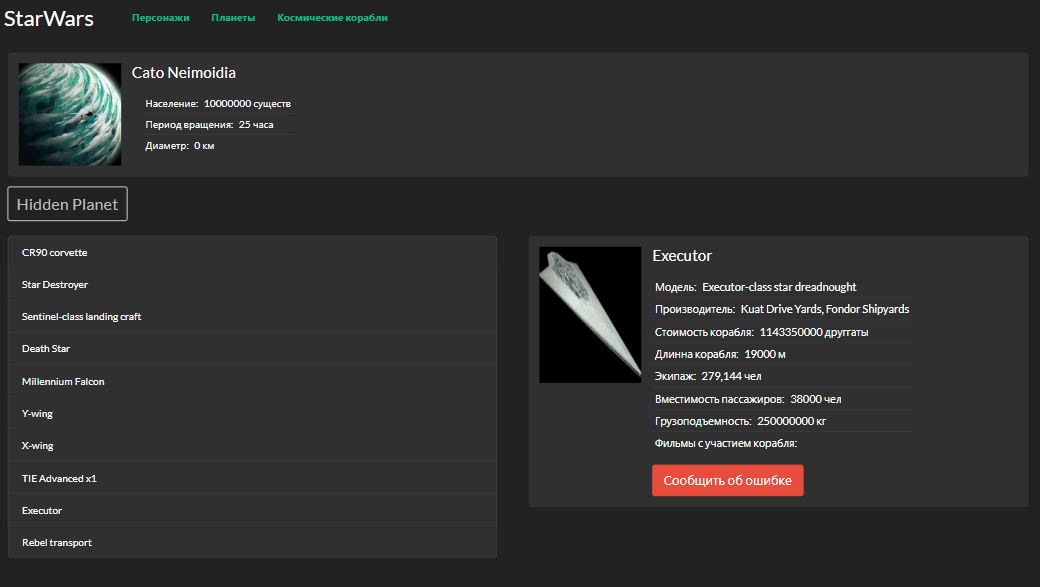 StarWars
Персонажи Планеты Космические корабли
Cato Neimoidia
Население: 10000000 существ
Период вращения: 25 часа
Диаметр: 0 км
Hidden Planet
CR90 corvette
Star Destroyer
Sentinel-class landing craft
Death Star
Millennium Falcon
Y-wing
X-wing
TIE Advanced x1
Executor
Rebel transport
Executor
Модель: Executor-class star dreadnought
Производитель: Kuat Drive Yards, Fondor Shipyards
Стоимость корабля: 1143350000 друггаты
Длинна корабля: 19000 м
Экипаж: 279,144 чел
Вместимость пассажиров: 38000 чел
Грузоподъемность: 250000000 кг
Фильмы с участием корабля:
Сообщить об ошибке